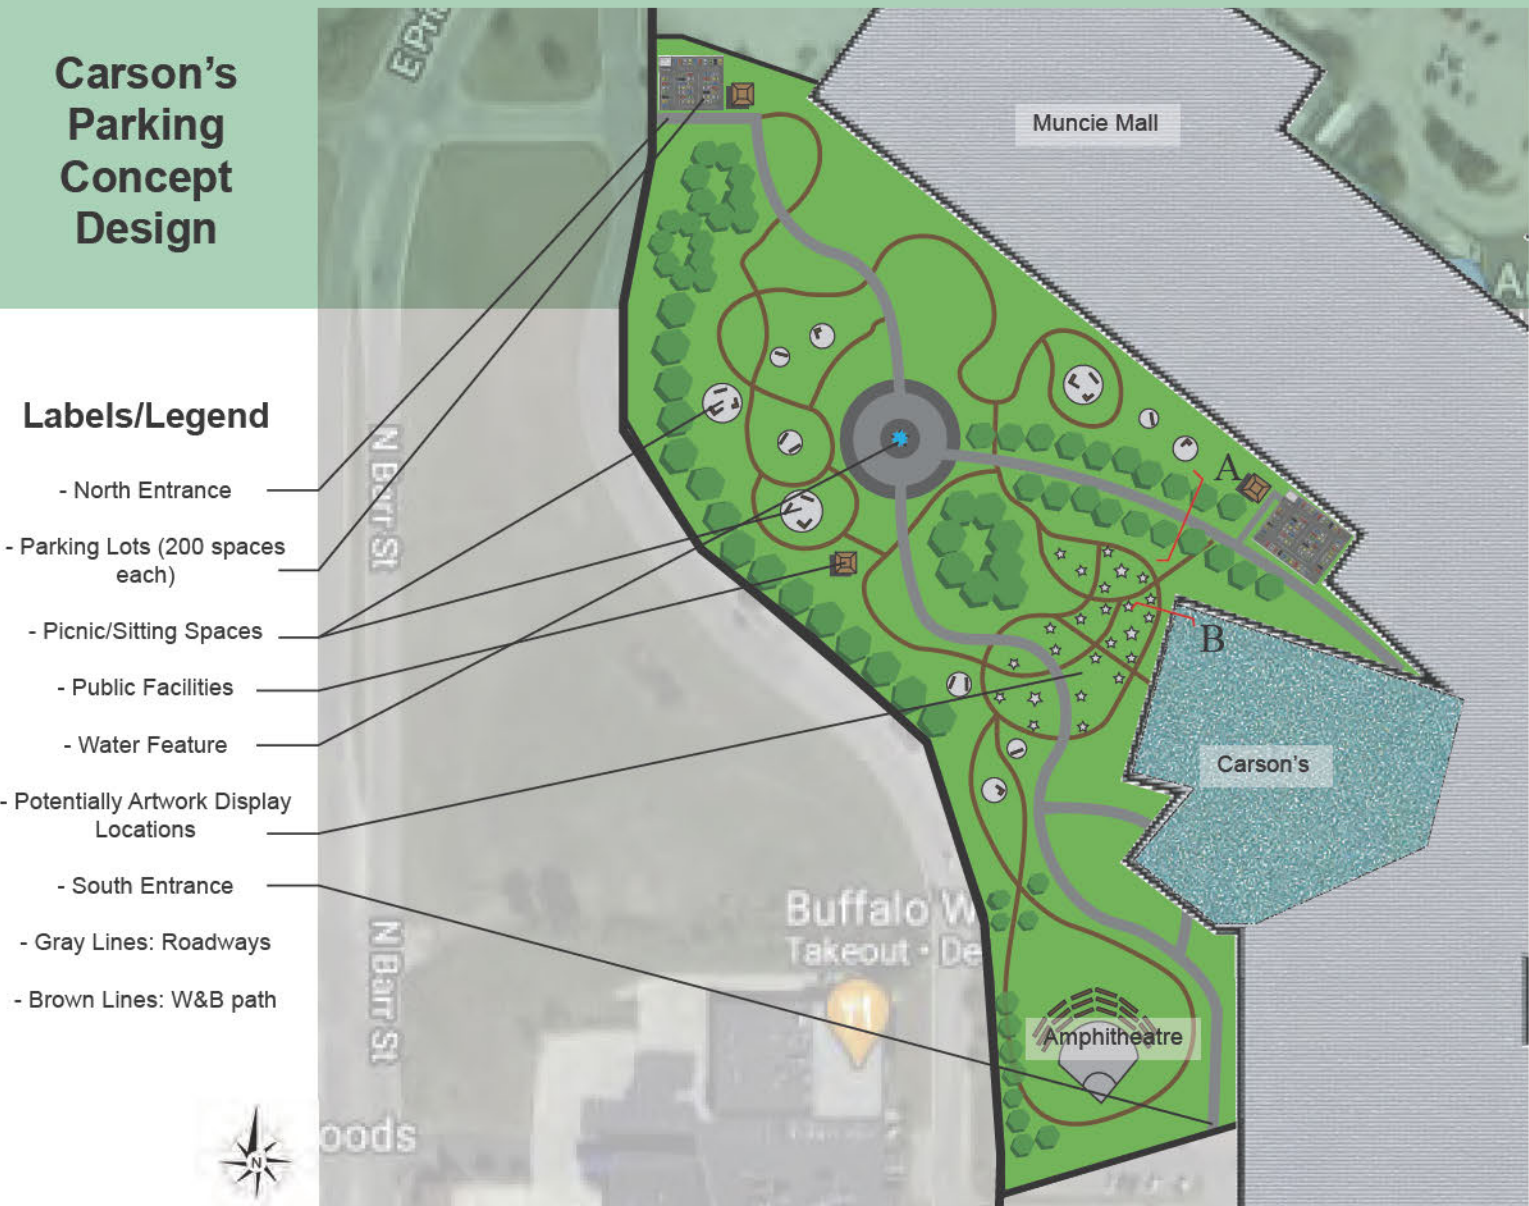 Carson's
Parking
Concept
Design
Labels/Legend
- North Entrance
- Parking Lots (200 spaces
each)
- Picnic/Sitting Spaces
- Public Facilities
- Water Feature
- Potentially Artwork Display
Locations
- South Entrance
- Gray Lines: Roadways
- Brown Lines: W&B path
N
E Pri
N Barr St
N Barr St
oods
Buffalo W
Takeout • De
Muncie Mall
A
B
Carson's
Amphitheatre